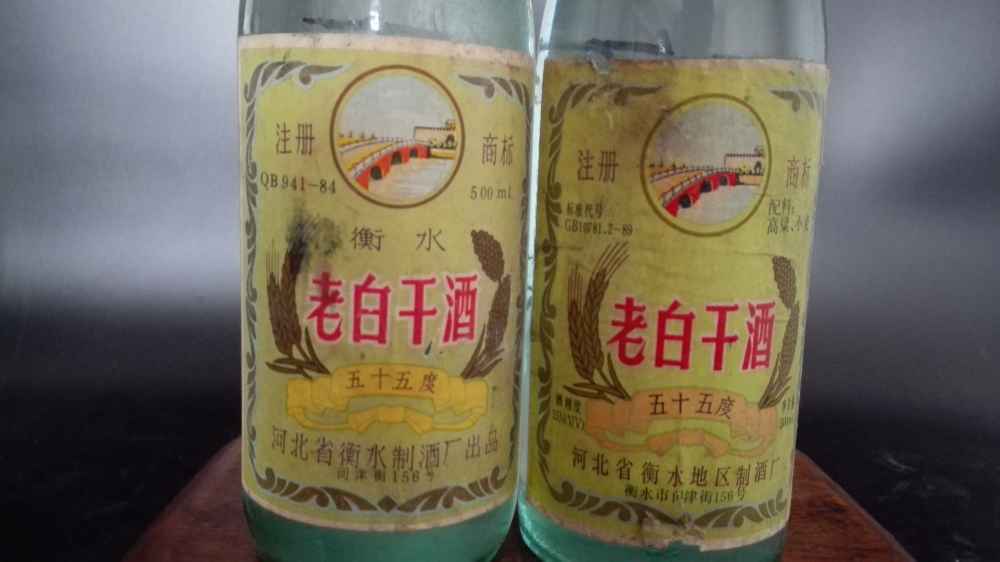 注册 商标
QB 941-84
500 ml
衡水
老白干酒
五十五度
河北省衡水制酒厂出品
问津街156号
注册 商标
标准代号
GB10781.2-89
配料:
高粱、小麦
老白干酒
五十五度
酒精度
河北省衡水地区制酒厂
衡水市问津街156号